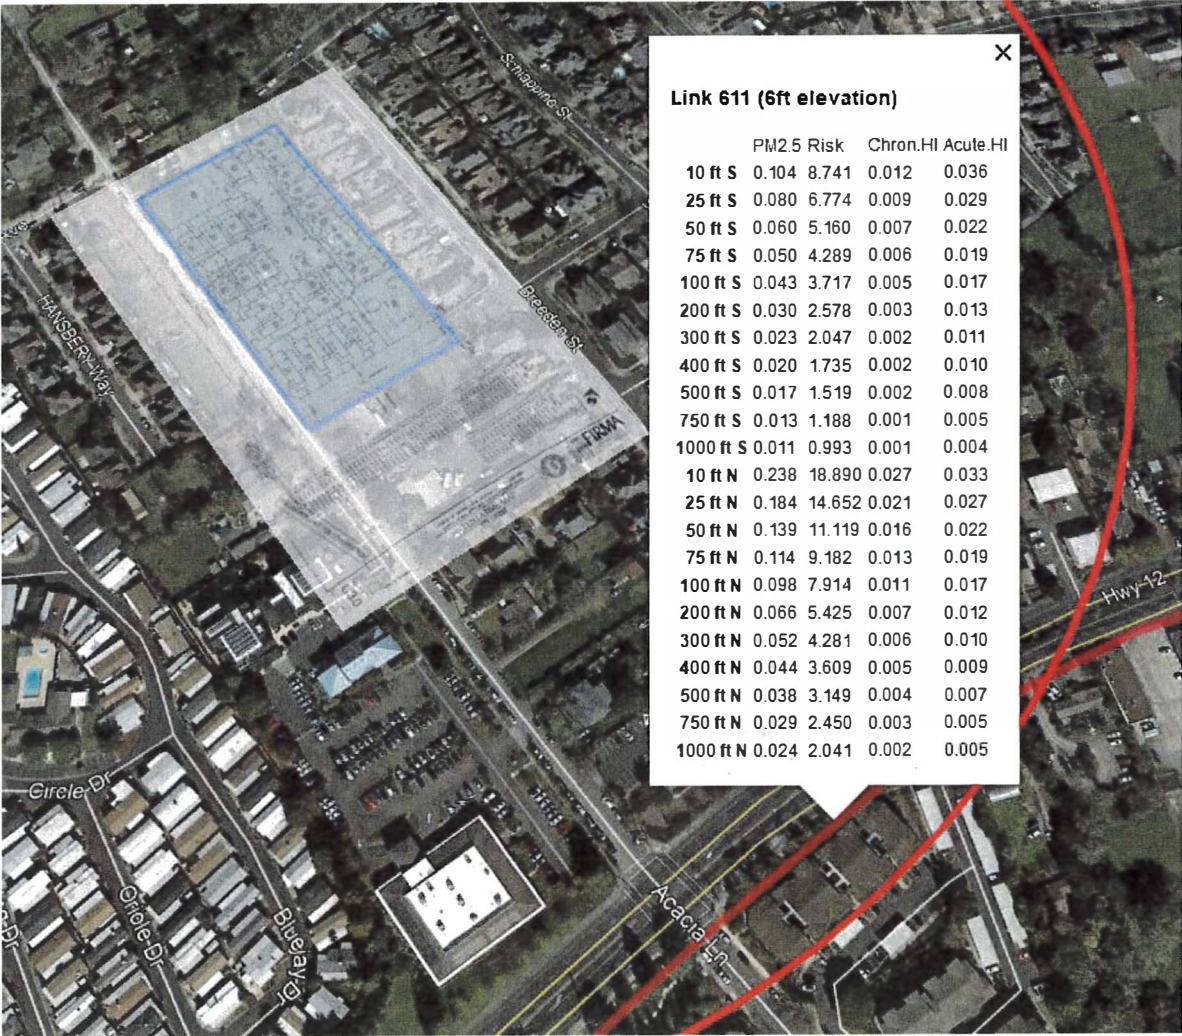 Schiappino St
×
Link 611 (6ft elevation)
PM2.5 Risk Chron.HI Acute.HI
10 ft S 0.104 8.741 0.012 0.036
25 ft S 0.080 6.774 0.009 0.029
50 ft S 0.060 5.160 0.007 0.022
75 ft S 0.050 4.289 0.006 0.019
100 ft S 0.043 3.717 0.005 0.017
200 ft S 0.030 2.578 0.003 0.013
300 ft S 0.023 2.047 0.002 0.011
400 ft S 0.020 1.735 0.002 0.010
500 ft S 0.017 1.519 0.002 0.008
750 ft S 0.013 1.188 0.001 0.005
1000 ft S 0.011 0.993 0.001 0.004
10 ft N 0.238 18.890 0.027 0.033
25 ft N 0.184 14.652 0.021 0.027
50 ft N 0.139 11.119 0.016 0.022
75 ft N 0.114 9.182 0.013 0.019
100 ft N 0.098 7.914 0.011 0.017
200 ft N 0.066 5.425 0.007 0.012
300 ft N 0.052 4.281 0.006 0.010
400 ft N 0.044 3.609 0.005 0.009
500 ft N 0.038 3.149 0.004 0.007
750 ft N 0.029 2.450 0.003 0.005
1000 ft N 0.024 2.041 0.002 0.005
Ave
HANSBERY Way
Breeden St
FIRMA
C3.0
Hwy 12
Circle Dr
Oriole Dr
Bluejay Dr
Acacia Ln
Dr